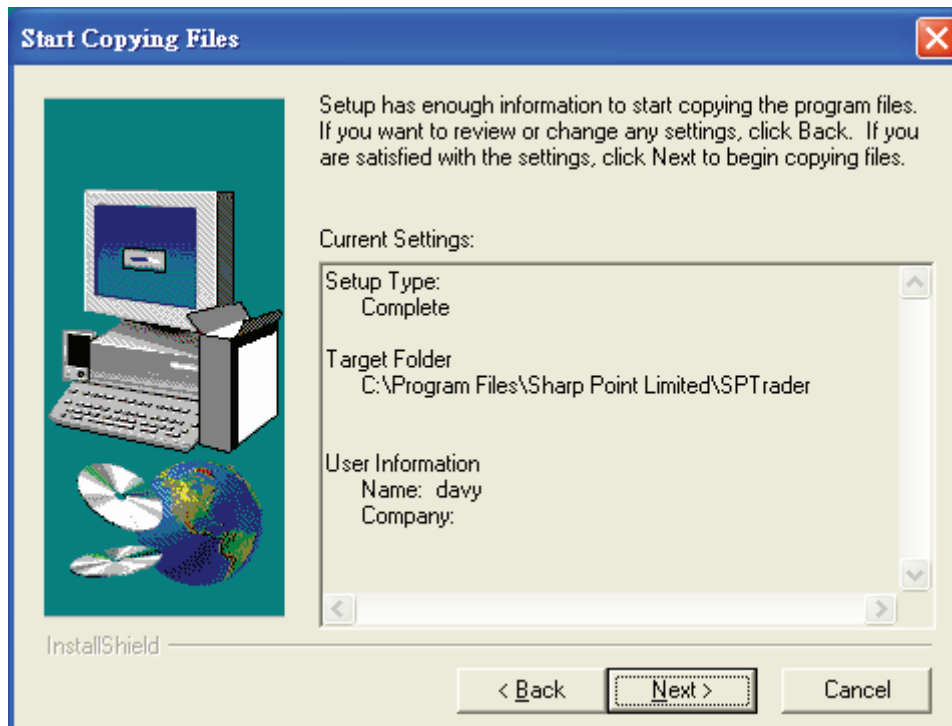 Start Copying Files
Setup has enough information to start copying the program files.
If you want to review or change any settings, click Back.  If you
are satisfied with the settings, click Next to begin copying files.
Current Settings:
Setup Type:
Complete
Target Folder
C:\Program Files\Sharp Point Limited\SPTrader
User Information
Name:  davy
Company:
InstallShield
< Back
Next >
Cancel